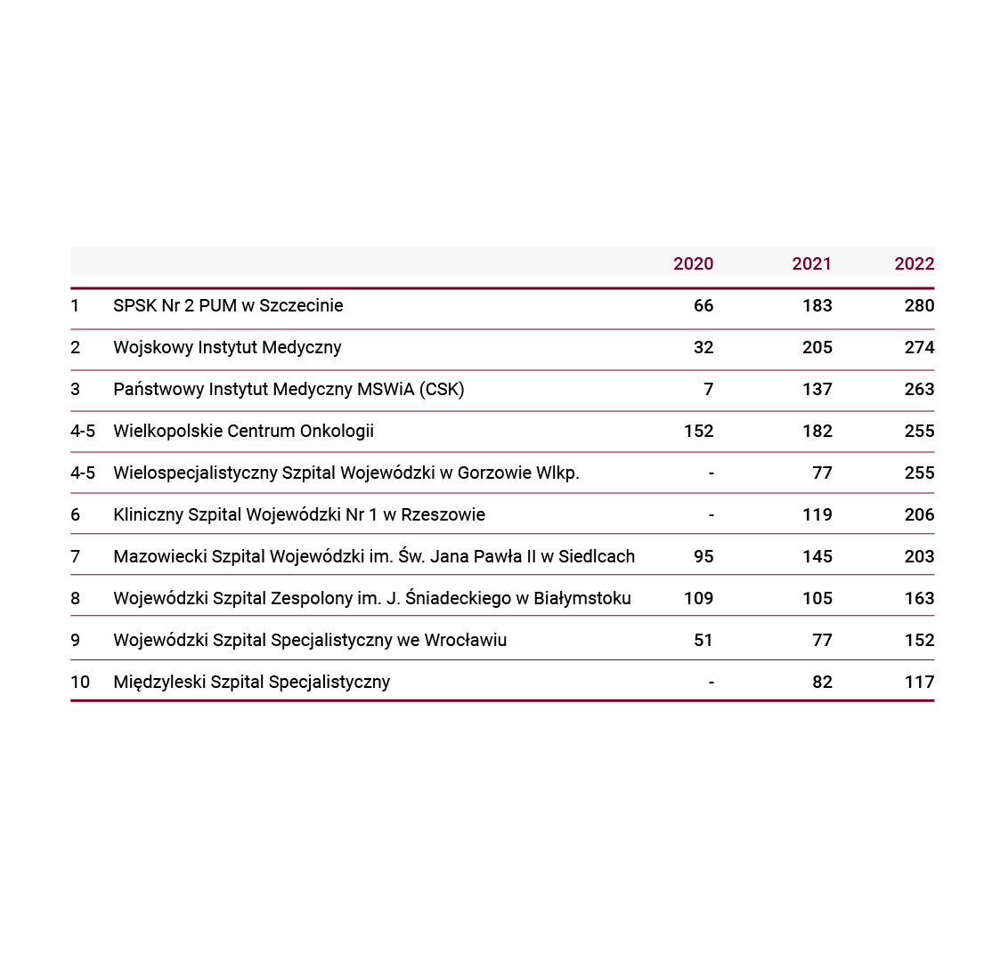 2020 2021 2022
1 SPSK Nr 2 PUM w Szczecinie 66 183 280
2 Wojskowy Instytut Medyczny 32 205 274
3 Państwowy Instytut Medyczny MSWiA (CSK) 7 137 263
4-5 Wielkopolskie Centrum Onkologii 152 182 255
4-5 Wielospecjalistyczny Szpital Wojewódzki w Gorzowie Wlkp. - 77 255
6 Kliniczny Szpital Wojewódzki Nr 1 w Rzeszowie - 119 206
7 Mazowiecki Szpital Wojewódzki im. Św. Jana Pawła II w Siedlcach 95 145 203
8 Wojewódzki Szpital Zespolony im. J. Śniadeckiego w Białymstoku 109 105 163
9 Wojewódzki Szpital Specjalistyczny we Wrocławiu 51 77 152
10 Międzyleski Szpital Specjalistyczny - 82 117